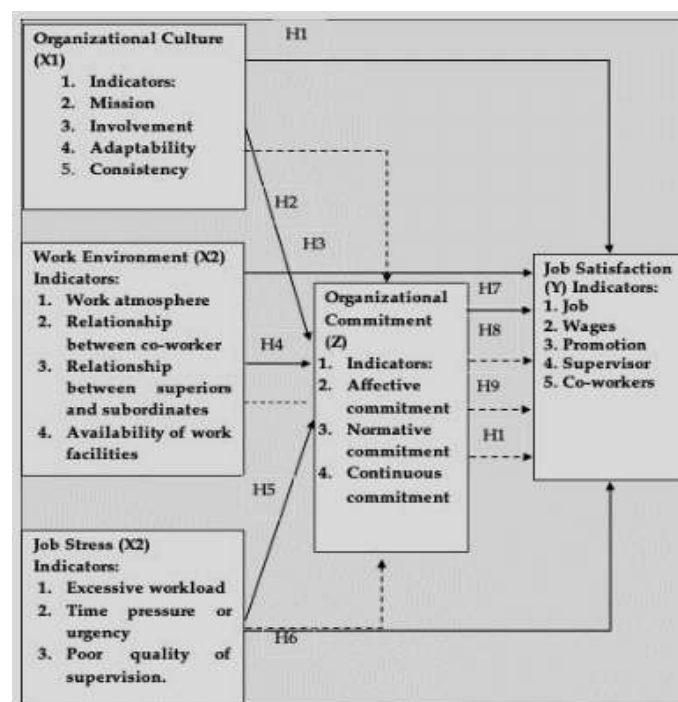 H1
Organizational Culture
(X1)
1. Indicators:
2. Mission
3. Involvement
4. Adaptability
5. Consistency
H2
H3
Work Environment (X2)
Indicators:
1. Work atmosphere
2. Relationship
between co-worker
3. Relationship
between superiors
and subordinates
4. Availability of work
facilities
H4
Organizational
Commitment
(Z)
1. Indicators:
2. Affective
commitment
3. Normative
commitment
4. Continuous
commitment
H7
H8
H9
H1
Job Satisfaction
(Y) Indicators:
1. Job
2. Wages
3. Promotion
4. Supervisor
5. Co-workers
H5
Job Stress (X2)
Indicators:
1. Excessive workload
2. Time pressure or
urgency
3. Poor quality of
supervision.
H6